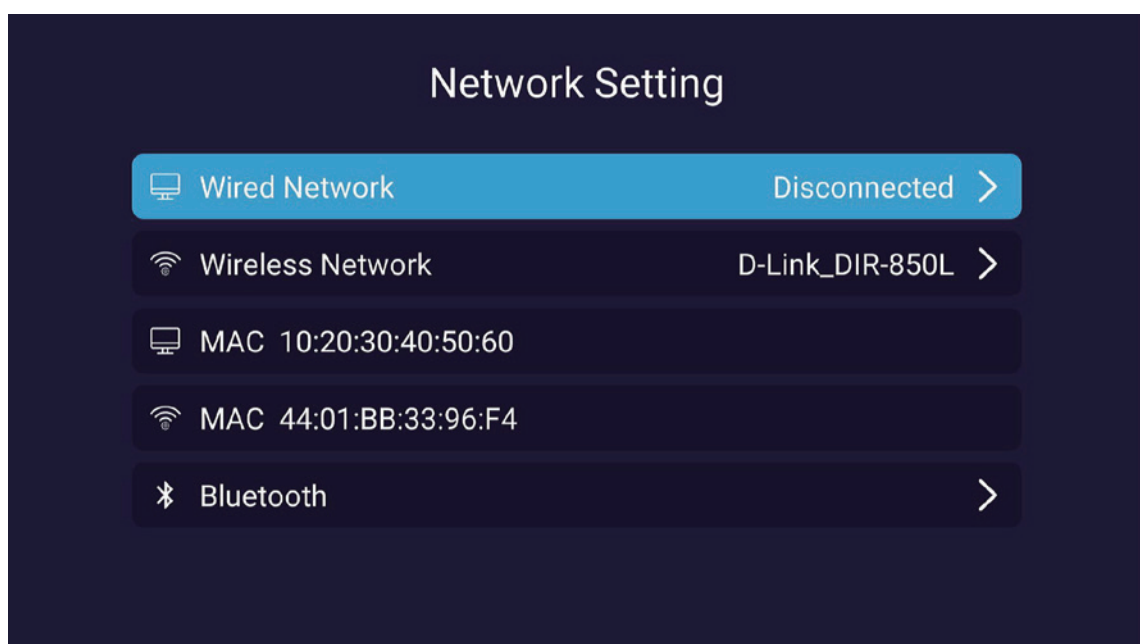 Network Setting
Wired Network Disconnected
Wireless Network D-Link_DIR-850L
MAC 10:20:30:40:50:60
MAC 44:01:BB:33:96:F4
Bluetooth